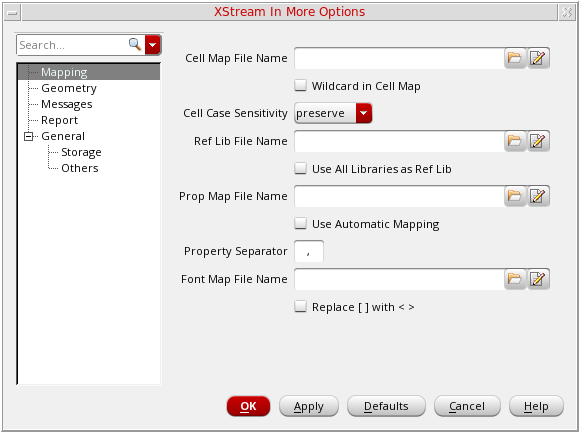 XStream In More Options
Search...
Mapping
Geometry
Messages
Report
General
Storage
Others
Cell Map File Name
Wildcard in Cell Map
Cell Case Sensitivity preserve
Ref Lib File Name
Use All Libraries as Ref Lib
Prop Map File Name
Use Automatic Mapping
Property Separator ,
Font Map File Name
Replace [ ] with < >
OK Apply Defaults Cancel Help